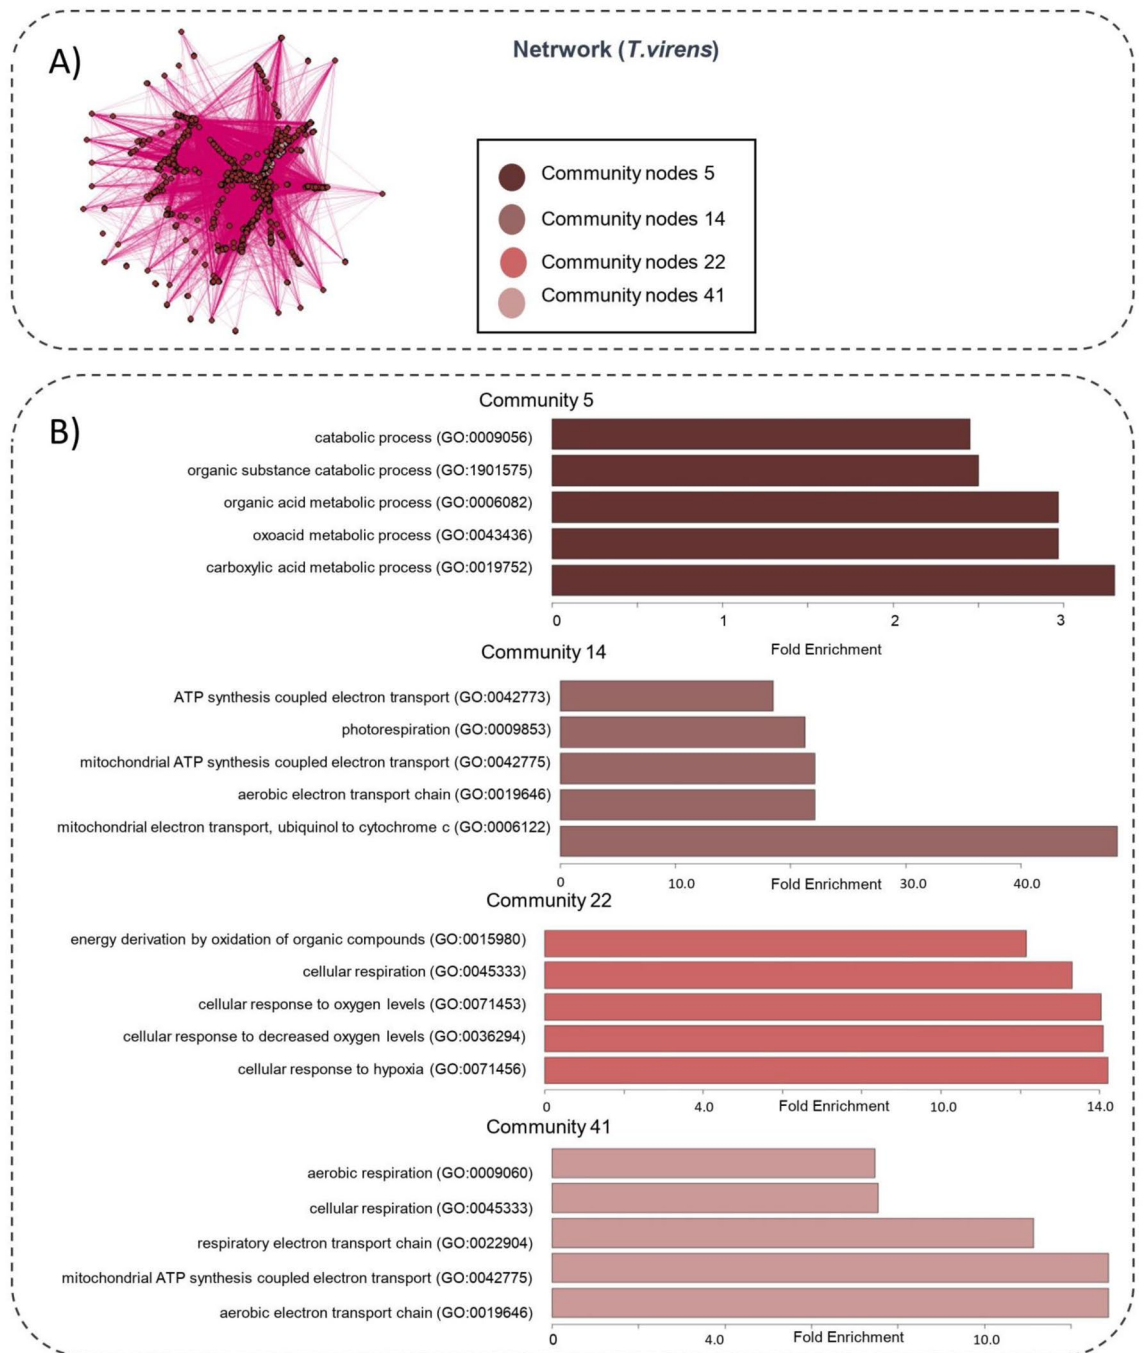 A)
Netrwork (T.virens)
Community nodes 5
Community nodes 14
Community nodes 22
Community nodes 41
B)
Community 5
catabolic process (GO:0009056)
organic substance catabolic process (GO:1901575)
organic acid metabolic process (GO:0006082)
oxoacid metabolic process (GO:0043436)
carboxylic acid metabolic process (GO:0019752)
0 1 2 3
Fold Enrichment
Community 14
ATP synthesis coupled electron transport (GO:0042773)
photorespiration (GO:0009853)
mitochondrial ATP synthesis coupled electron transport (GO:0042775)
aerobic electron transport chain (GO:0019646)
mitochondrial electron transport, ubiquinol to cytochrome c (GO:0006122)
0 10.0 Fold Enrichment 30.0 40.0
Community 22
energy derivation by oxidation of organic compounds (GO:0015980)
cellular respiration (GO:0045333)
cellular response to oxygen levels (GO:0071453)
cellular response to decreased oxygen levels (GO:0036294)
cellular response to hypoxia (GO:0071456)
0 4.0 Fold Enrichment 10.0 14.0
Community 41
aerobic respiration (GO:0009060)
cellular respiration (GO:0045333)
respiratory electron transport chain (GO:0022904)
mitochondrial ATP synthesis coupled electron transport (GO:0042775)
aerobic electron transport chain (GO:0019646)
0 4.0 Fold Enrichment 10.0